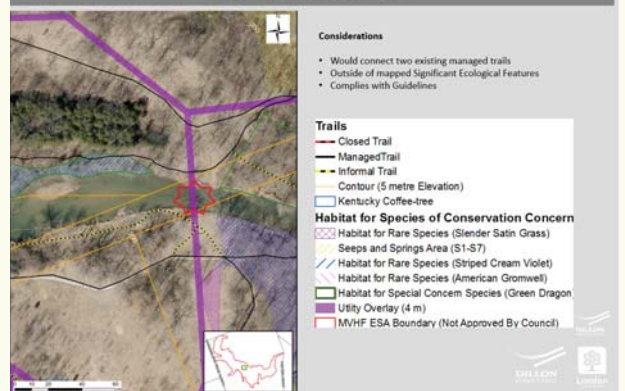 Considerations
• Would connect two existing managed trails
• Outside of mapped Significant Ecological Features
• Complies with Guidelines
Trails
Closed Trail
ManagedTrail
Informal Trail
Contour (5 metre Elevation)
Kentucky Coffee-tree
Habitat for Species of Conservation Concern
Habitat for Rare Species (Slender Satin Grass)
Seeps and Springs Area (S1-S7)
Habitat for Rare Species (Striped Cream Violet)
Habitat for Rare Species (American Gromwell)
Habitat for Special Concern Species (Green Dragon)
Utlity Overlay (4 m)
MVHF ESA Boundary (Not Approved By Council)
DILLON
DILLON
London